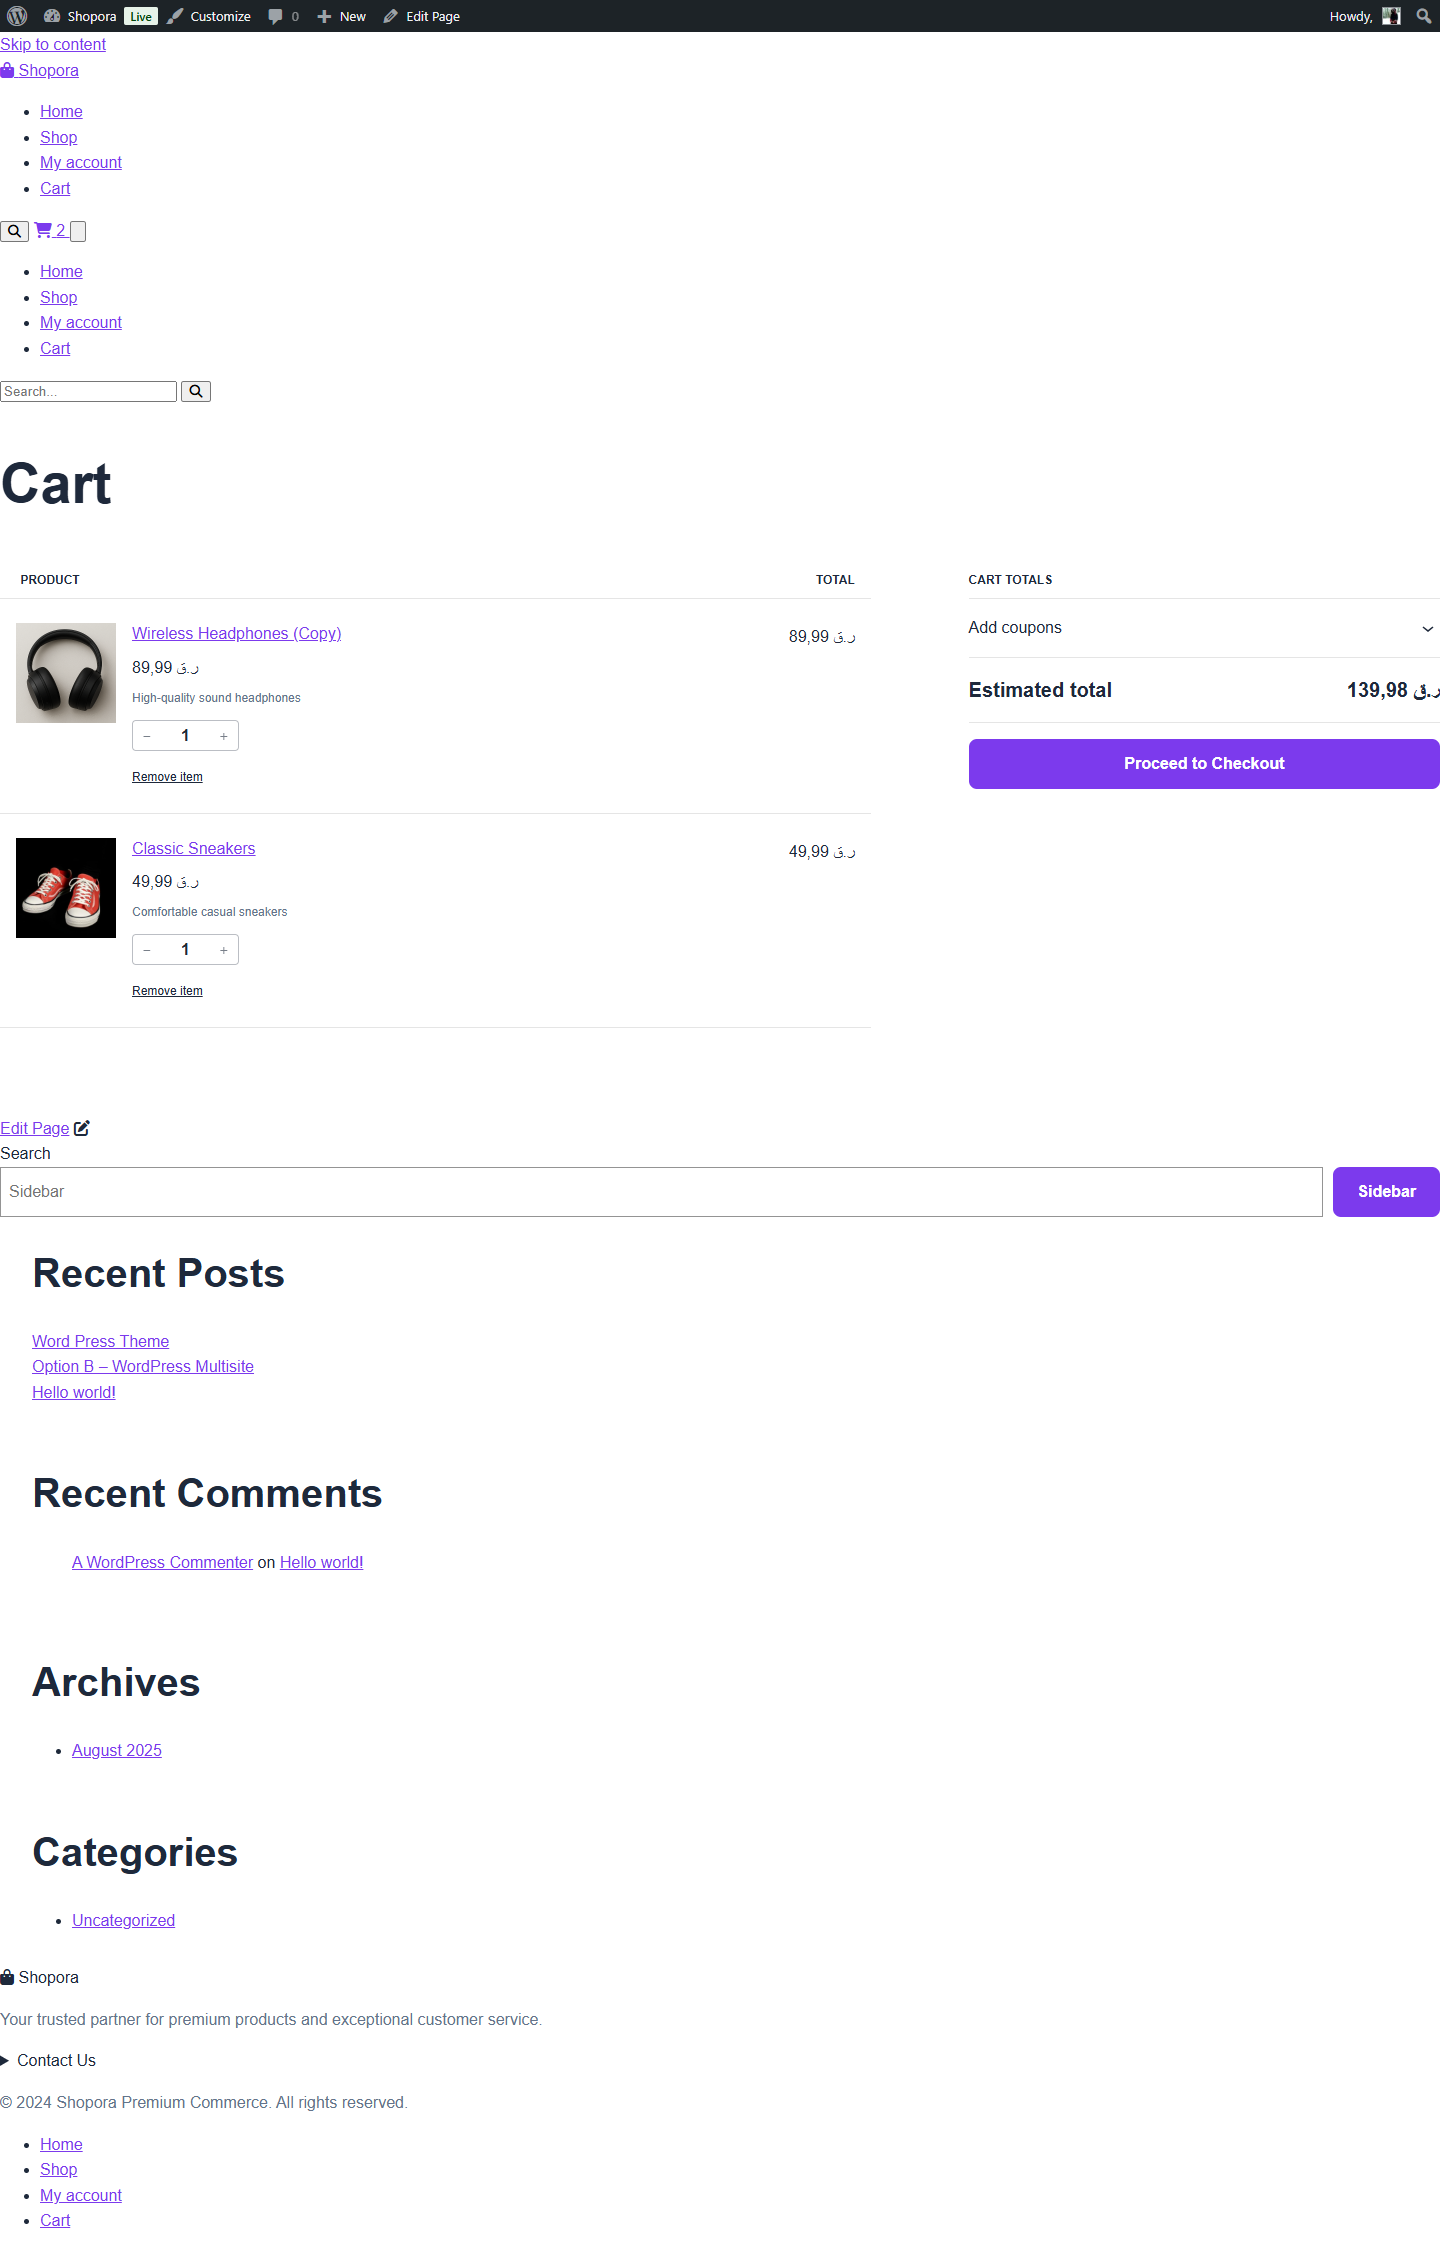 Shopora Live Customize 0 New Edit Page Howdy,
Skip to content
Shopora
Home
Shop
My account
Cart
2
Home
Shop
My account
Cart
Search...
Cart
PRODUCT TOTAL
Wireless Headphones (Copy) 89,99 ر.ق
89,99 ر.ق
High-quality sound headphones
− 1 +
Remove item
Classic Sneakers 49,99 ر.ق
49,99 ر.ق
Comfortable casual sneakers
− 1 +
Remove item
CART TOTALS
Add coupons
Estimated total 139,98 ر.ق
Proceed to Checkout
Edit Page
Search
Sidebar Sidebar
Recent Posts
Word Press Theme
Option B – WordPress Multisite
Hello world!
Recent Comments
A WordPress Commenter on Hello world!
Archives
August 2025
Categories
Uncategorized
Shopora
Your trusted partner for premium products and exceptional customer service.
Contact Us
© 2024 Shopora Premium Commerce. All rights reserved.
Home
Shop
My account
Cart